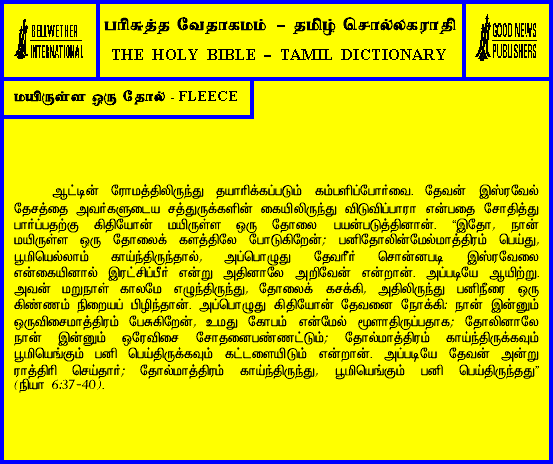 BELLWETHER
INTERNATIONAL
பரிசுத்த வேதாகமம் – தமிழ் சொல்லகராதி
THE HOLY BIBLE – TAMIL DICTIONARY
GOOD NEWS
PUBLISHERS
மயிருள்ள ஒரு தோல் - FLEECE
ஆட்டின் ரோமத்திலிருந்து தயாரிக்கப்படும் கம்பளிப்போர்வை. தேவன் இஸ்ரவேல்
தேசத்தை அவர்களுடைய சத்துருக்களின் கையிலிருந்து விடுவிப்பாரா என்பதை சோதித்து
பார்ப்பதற்கு கிதியோன் மயிருள்ள ஒரு தோலை பயன்படுத்தினான். “இதோ, நான்
மயிருள்ள ஒரு தோலைக் களத்திலே போடுகிறேன்; பனிதோலின்மேல்மாத்திரம் பெய்து,
பூமியெல்லாம் காய்ந்திருந்தால், அப்பொழுது தேவரீர் சொன்னபடி இஸ்ரவேலை
என்கையினால் இரட்சிப்பீர் என்று அதினாலே அறிவேன் என்றான். அப்படியே ஆயிற்று.
அவன் மறுநாள் காலமே எழுந்திருந்து, தோலைக் கசக்கி, அதிலிருந்து பனிநீரை ஒரு
கிண்ணம் நிறையப் பிழிந்தான். அப்பொழுது கிதியோன் தேவனை நோக்கி: நான் இன்னும்
ஒருவிசைமாத்திரம் பேசுகிறேன், உமது கோபம் என்மேல் மூளாதிருப்பதாக; தோலினாலே
நான் இன்னும் ஒரேவிசை சோதனைபண்ணட்டும்; தோல்மாத்திரம் காய்ந்திருக்கவும்
பூமியெங்கும் பனி பெய்திருக்கவும் கட்டளையிடும் என்றான். அப்படியே தேவன் அன்று
ராத்திரி செய்தார்; தோல்மாத்திரம் காய்ந்திருந்து, பூமியெங்கும் பனி பெய்திருந்தது”
(நியா 6:37-40).